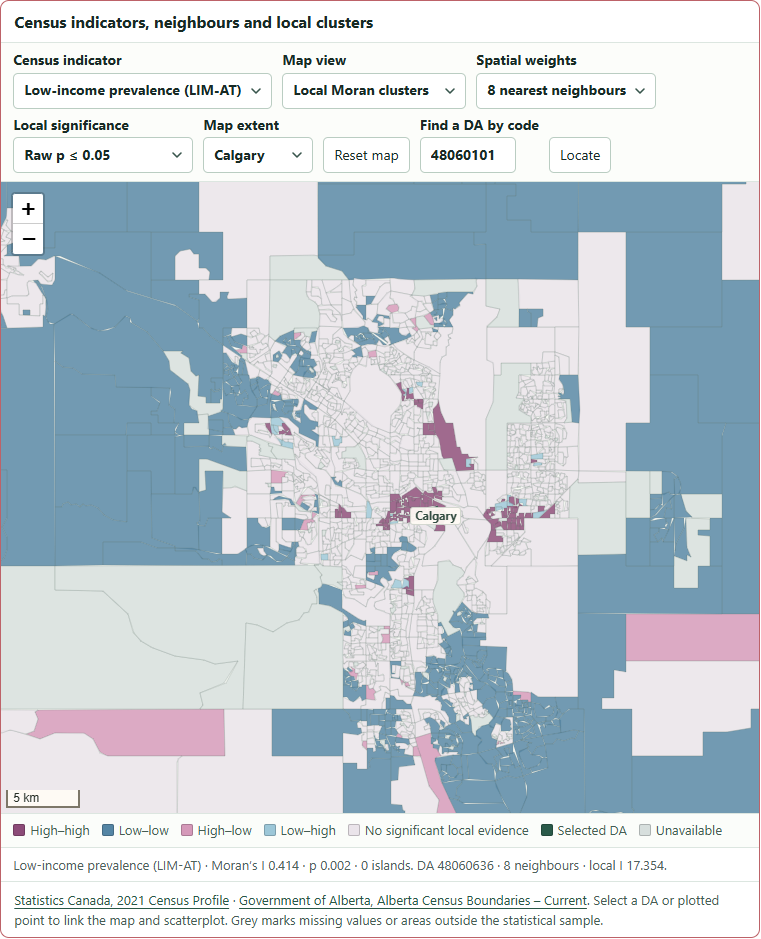 Census indicators, neighbours and local clusters
Census indicator
Map view
Spatial weights
Low-income prevalence (LIM-AT)
Local Moran clusters
8 nearest neighbours
Local significance
Map extent
Find a DA by code
Raw p ≤ 0.05
Calgary
Reset map
48060101
Locate
+
−
Calgary
5 km
High–high
Low–low
High–low
Low–high
No significant local evidence
Selected DA
Unavailable
Low-income prevalence (LIM-AT) · Moran's I 0.414 · p 0.002 · 0 islands. DA 48060636 · 8 neighbours · local I 17.354.
Statistics Canada, 2021 Census Profile · Government of Alberta, Alberta Census Boundaries – Current. Select a DA or plotted
point to link the map and scatterplot. Grey marks missing values or areas outside the statistical sample.